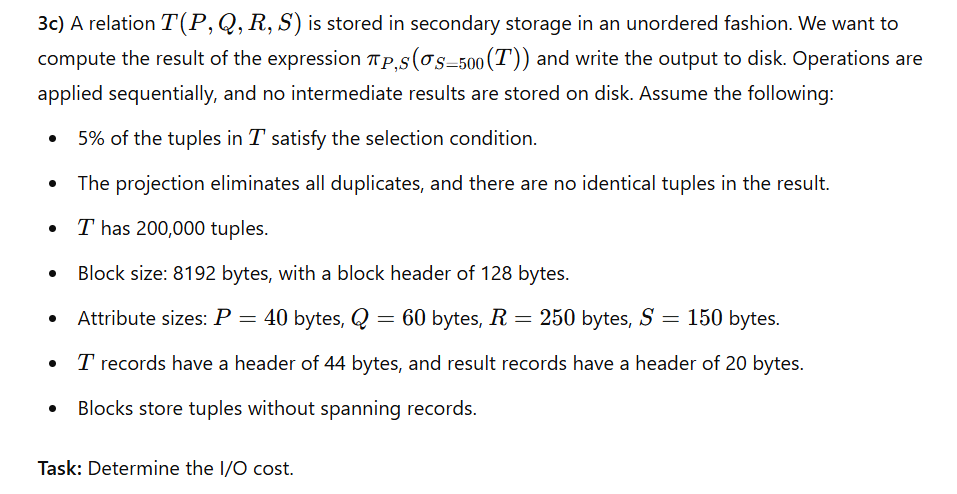 3c) A relation T(P, Q, R, S) is stored in secondary storage in an unordered fashion. We want to
compute the result of the expression π_{P,S}(σ_{S=500}(T)) and write the output to disk. Operations are
applied sequentially, and no intermediate results are stored on disk. Assume the following:
• 5% of the tuples in T satisfy the selection condition.
• The projection eliminates all duplicates, and there are no identical tuples in the result.
• T has 200,000 tuples.
• Block size: 8192 bytes, with a block header of 128 bytes.
• Attribute sizes: P = 40 bytes, Q = 60 bytes, R = 250 bytes, S = 150 bytes.
• T records have a header of 44 bytes, and result records have a header of 20 bytes.
• Blocks store tuples without spanning records.
Task: Determine the I/O cost.